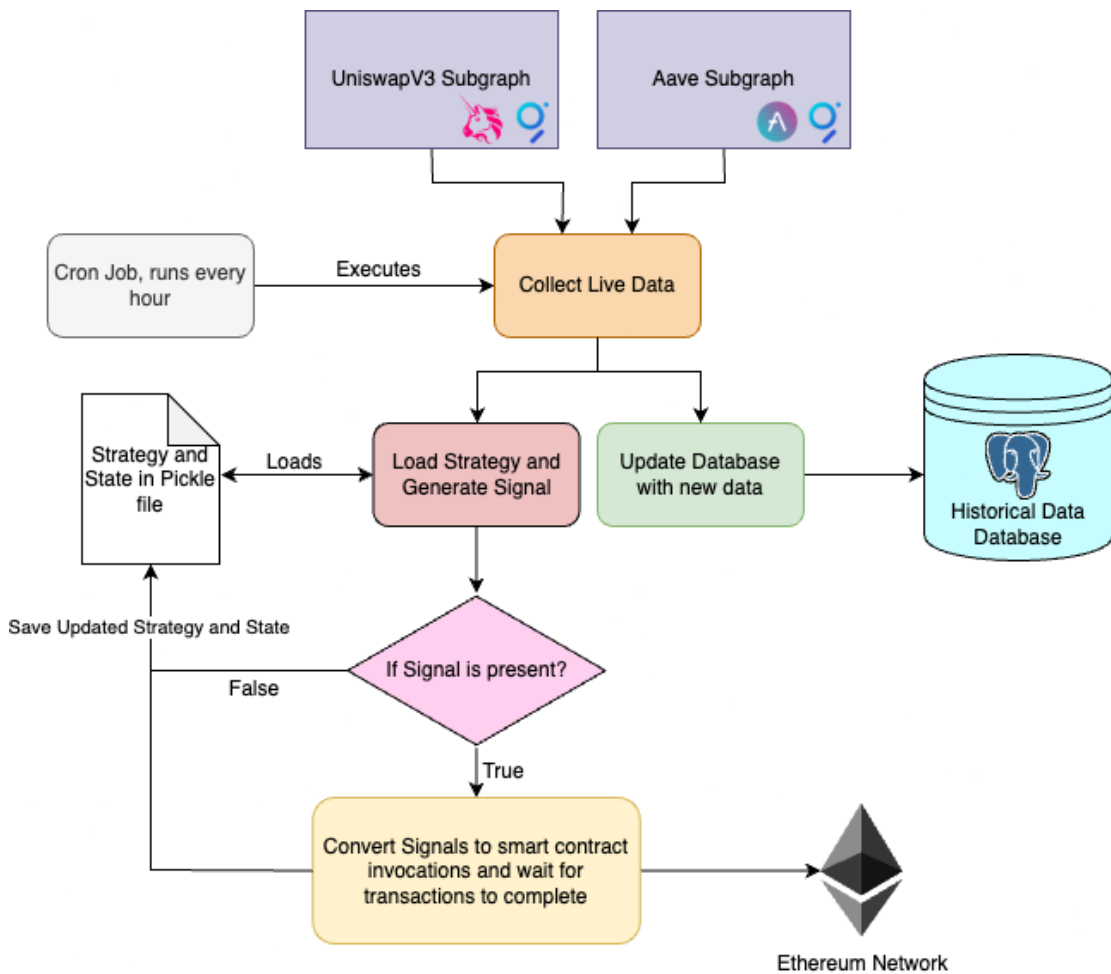 UniswapV3 Subgraph
Aave Subgraph
Cron Job, runs every
hour
Executes
Collect Live Data
Strategy and
State in Pickle
file
Loads
Load Strategy and
Generate Signal
Update Database
with new data
Historical Data
Database
Save Updated Strategy and State
If Signal is present?
False
True
Convert Signals to smart contract
invocations and wait for
transactions to complete
Ethereum Network